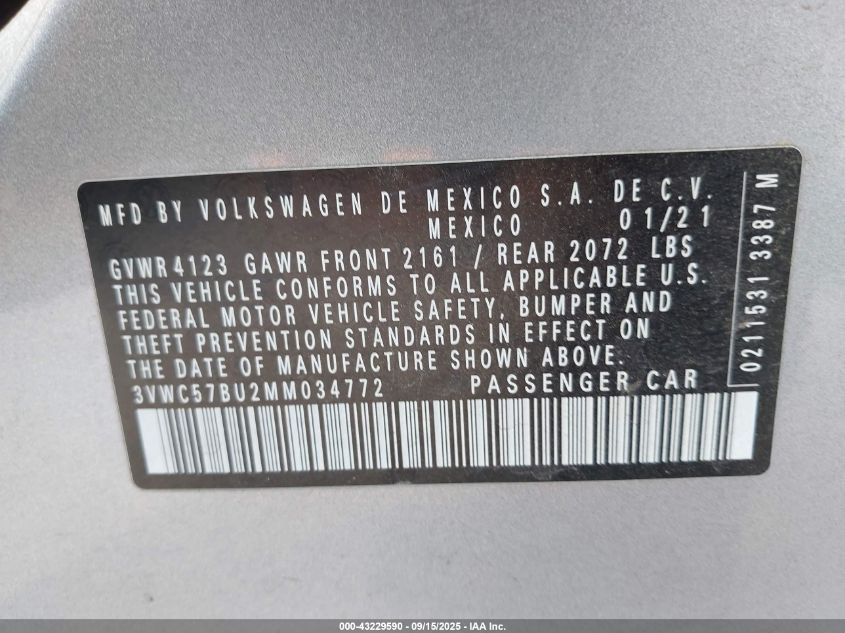 MFD BY VOLKSWAGEN DE MEXICO S.A. DE C.V.
MEXICO 01/21
GVWR 4123 GAWR FRONT 2161 / REAR 2072 LBS
THIS VEHICLE CONFORMS TO ALL APPLICABLE U.S.
FEDERAL MOTOR VEHICLE SAFETY, BUMPER AND
THEFT PREVENTION STANDARDS IN EFFECT ON
THE DATE OF MANUFACTURE SHOWN ABOVE.
3VWC57BU2MM034772 PASSENGER CAR
0211531 3387 M
000-43229590 - 09/15/2025 - IAA Inc.